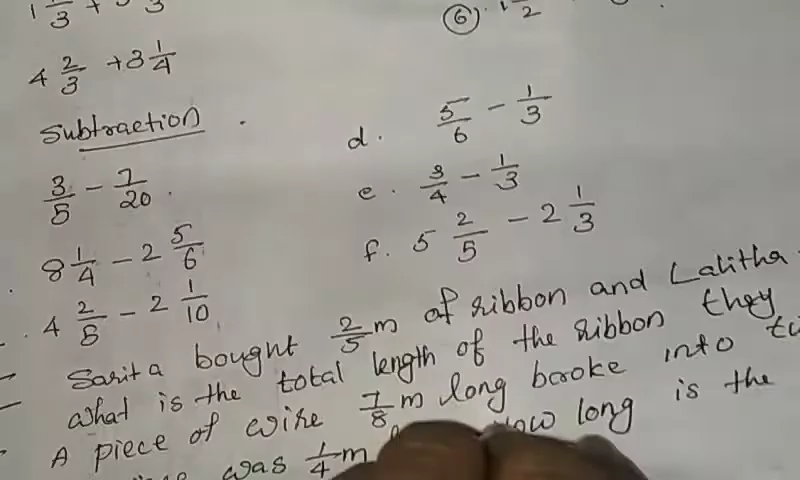 4 2/3 + 3 1/4
Subtraction
3/5 - 7/20.
8 1/4 - 2 5/6
4 2/5 - 2 1/10
d. 5/6 - 1/3
e. 3/4 - 1/3
f. 5 2/5 - 2 1/3
Sarita bought 2/5 m of ribbon and Lalitha
What is the total length of the ribbon they
A piece of wire 7/8 m long broke into
was 1/4 m long is the